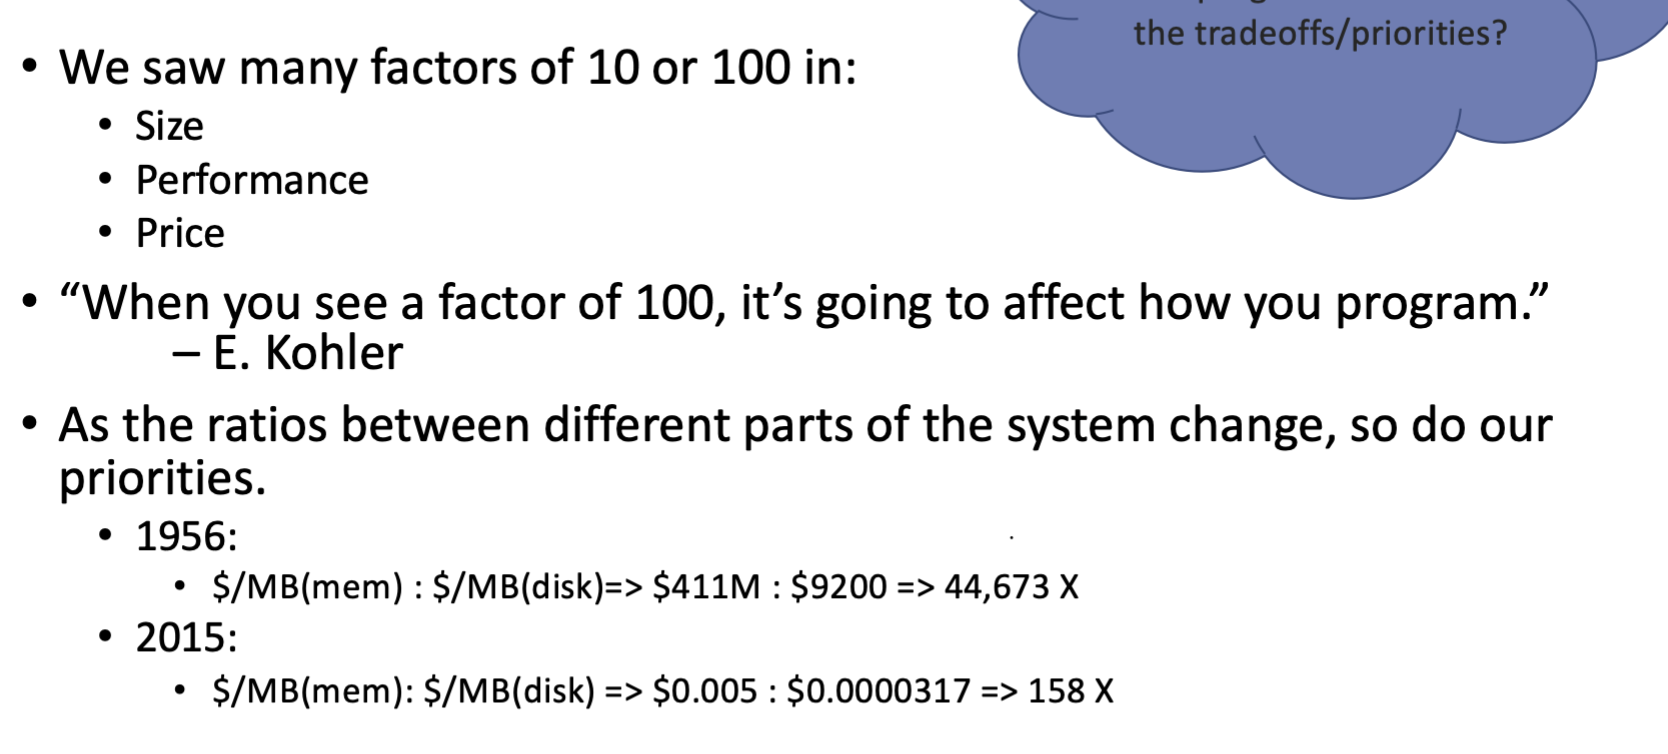 the tradeoffs/priorities?
• We saw many factors of 10 or 100 in:
• Size
• Performance
• Price
• “When you see a factor of 100, it’s going to affect how you program.”
– E. Kohler
• As the ratios between different parts of the system change, so do our
priorities.
• 1956:
• $/MB(mem) : $/MB(disk)=> $411M : $9200 => 44,673 X
• 2015:
• $/MB(mem): $/MB(disk) => $0.005 : $0.0000317 => 158 X